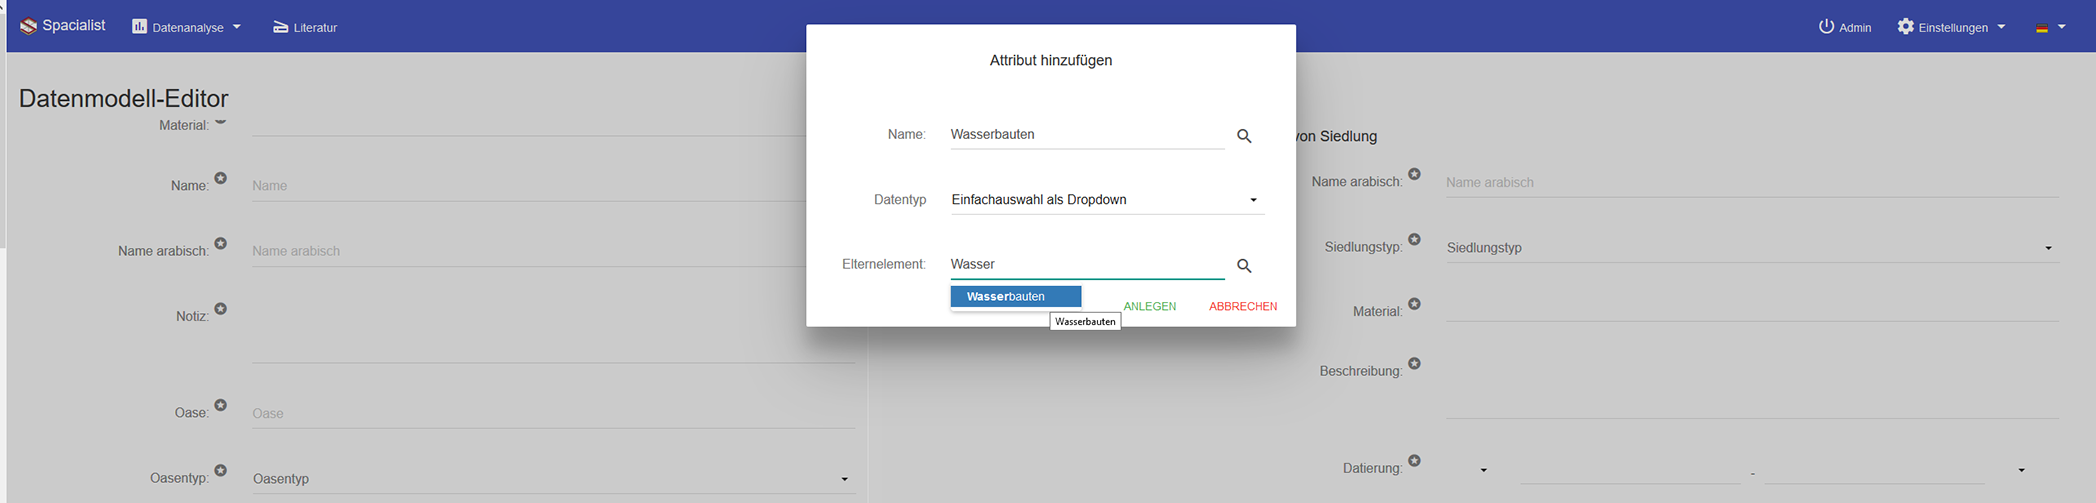 Spacialist Datenanalyse Literatur Admin Einstellungen
Attribut hinzufügen
Name: Wasserbauten
Datentyp Einfachauswahl als Dropdown
Elternelement: Wasser
Wasserbauten
ANLEGEN ABBRECHEN
Wasserbauten
Datenmodell-Editor
Material:
Name: Name
Name arabisch: Name arabisch
Notiz:
Oase: Oase
Oasentyp: Oasentyp
von Siedlung
Name arabisch: Name arabisch
Siedlungstyp: Siedlungstyp
Material:
Beschreibung:
Datierung: -